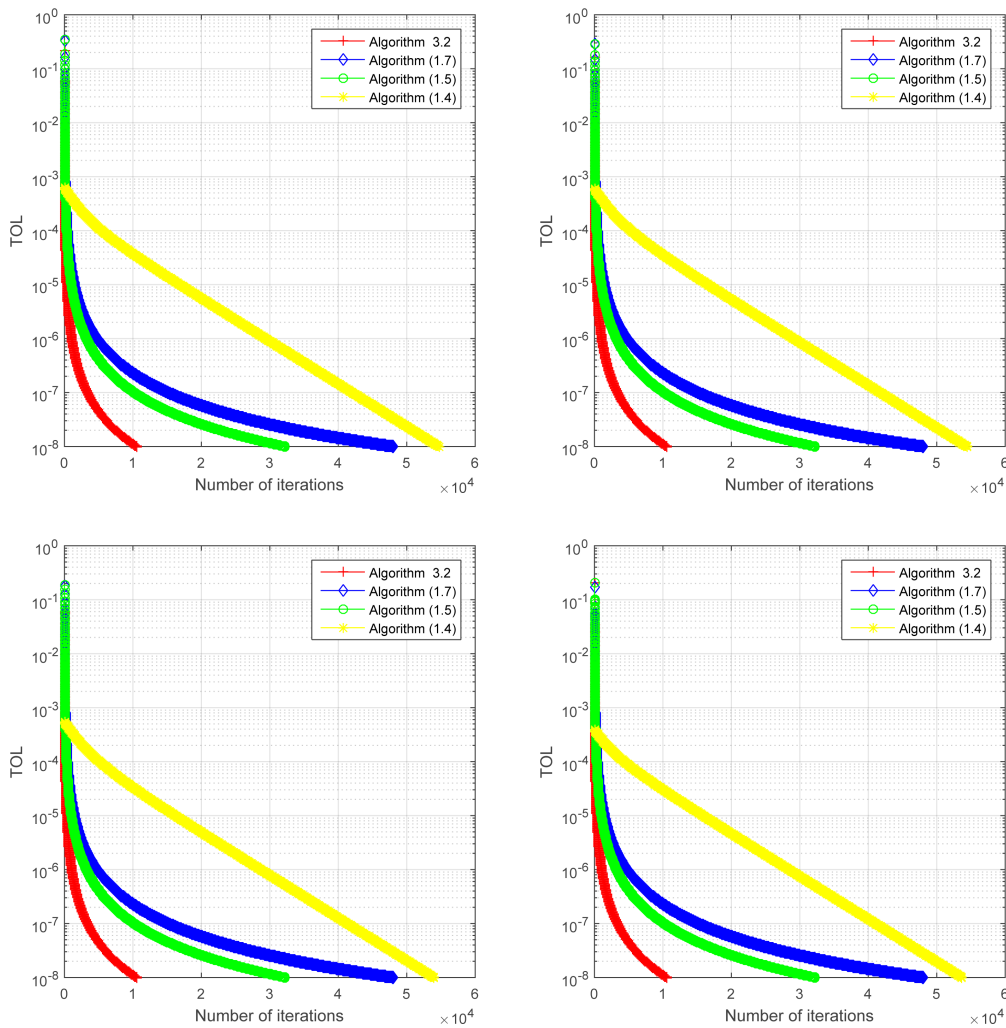 10^0
10^-1
10^-2
10^-3
10^-4
10^-5
10^-6
10^-7
10^-8
TOL
0 1 2 3 4 5 6
Number of iterations
×10^4
Algorithm 3.2
Algorithm (1.7)
Algorithm (1.5)
Algorithm (1.4)
10^0
10^-1
10^-2
10^-3
10^-4
10^-5
10^-6
10^-7
10^-8
TOL
0 1 2 3 4 5 6
Number of iterations
×10^4
Algorithm 3.2
Algorithm (1.7)
Algorithm (1.5)
Algorithm (1.4)
10^0
10^-1
10^-2
10^-3
10^-4
10^-5
10^-6
10^-7
10^-8
TOL
0 1 2 3 4 5 6
Number of iterations
×10^4
Algorithm 3.2
Algorithm (1.7)
Algorithm (1.5)
Algorithm (1.4)
10^0
10^-1
10^-2
10^-3
10^-4
10^-5
10^-6
10^-7
10^-8
TOL
0 1 2 3 4 5 6
Number of iterations
×10^4
Algorithm 3.2
Algorithm (1.7)
Algorithm (1.5)
Algorithm (1.4)